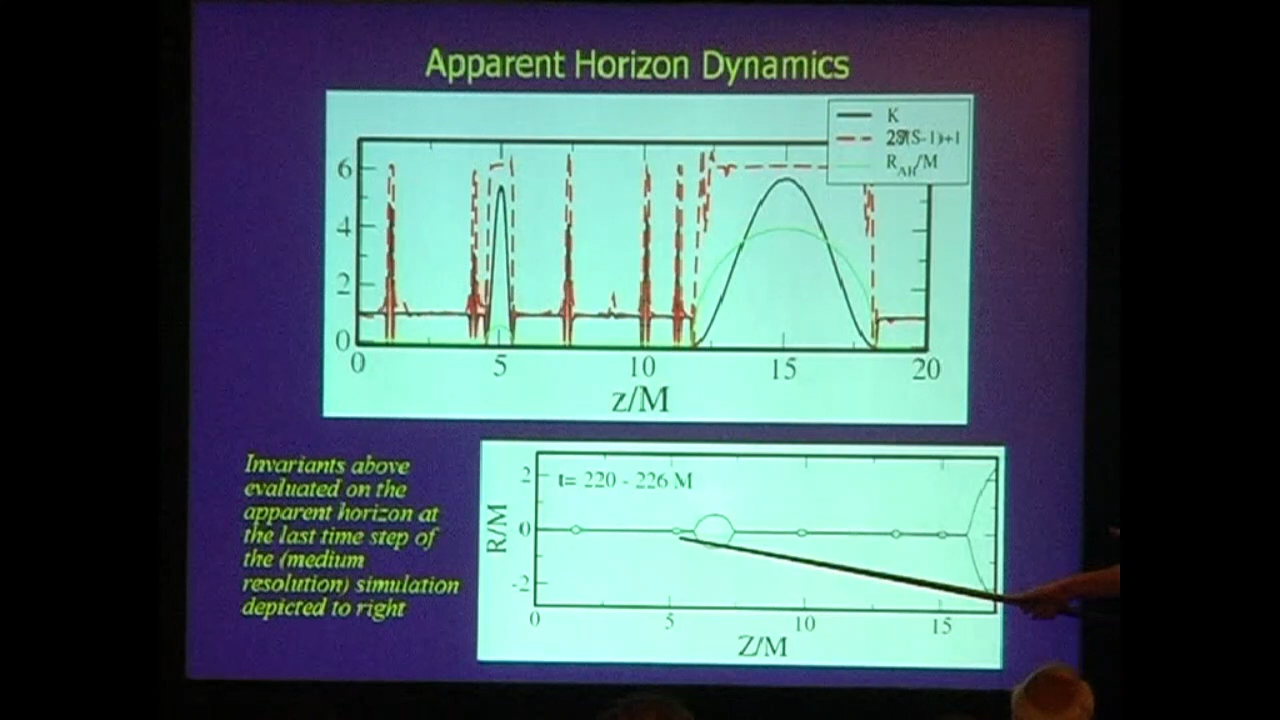 Apparent Horizon Dynamics
K
(S-1)+1
R_AH/M
6
4
2
0
0 5 10 15 20
z/M
Invariants above
evaluated on the
apparent horizon at
the last time step of
the (medium
resolution) simulation
depicted to right
t= 220 - 226 M
R/M
2
0
-2
0 5 10 15
Z/M